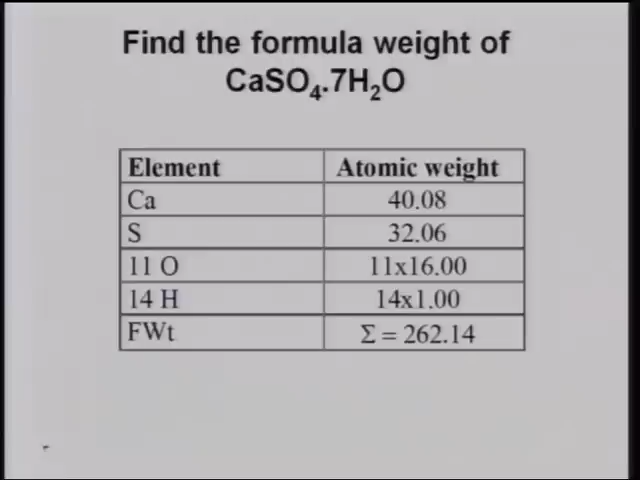 Find the formula weight of
CaSO₄.7H₂O
Element Atomic weight
Ca 40.08
S 32.06
11 O 11x16.00
14 H 14x1.00
FWt Σ = 262.14